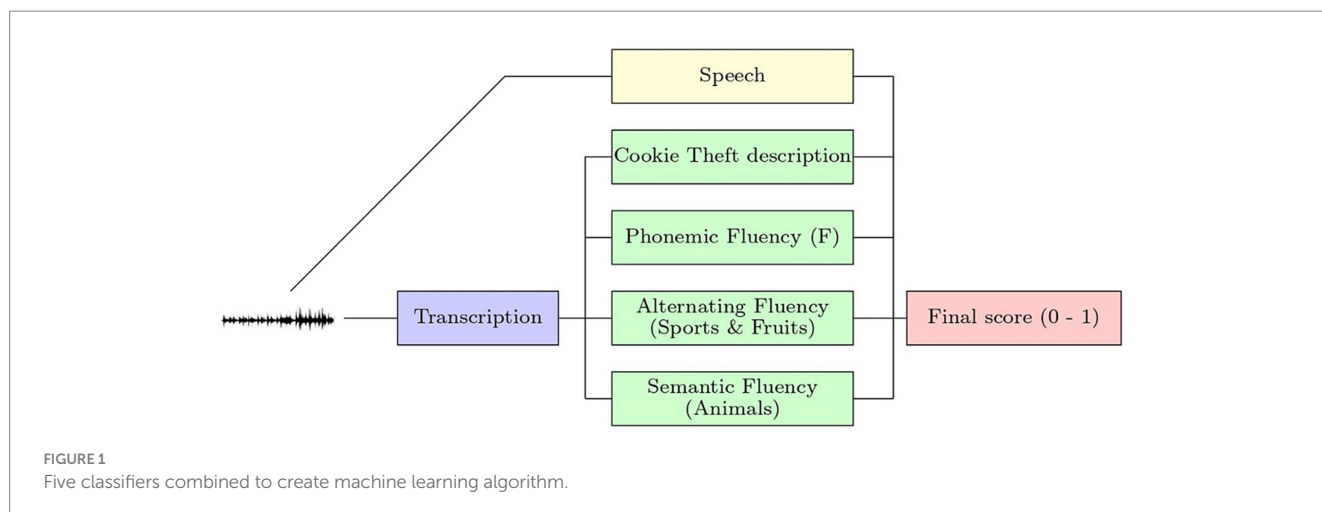 Speech
Cookie Theft description
Phonemic Fluency (F)
Transcription
Alternating Fluency
(Sports & Fruits)
Final score (0 - 1)
Semantic Fluency
(Animals)
FIGURE 1
Five classifiers combined to create machine learning algorithm.